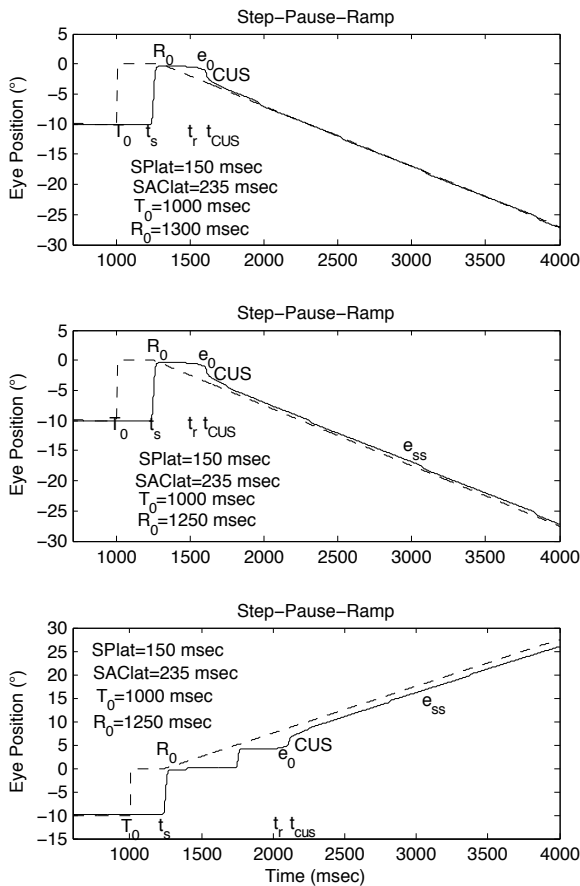 Step−Pause−Ramp
5
0
−5
−10
−15
−20
−25
−30
Eye Position (°)
R0
e0
CUS
T0 ts tr tCUS
SPlat=150 msec
SAClat=235 msec
T0=1000 msec
R0=1300 msec
1000 1500 2000 2500 3000 3500 4000
Step−Pause−Ramp
5
0
−5
−10
−15
−20
−25
−30
Eye Position (°)
R0
e0
CUS
T0 ts tr tCUS
ess
SPlat=150 msec
SAClat=235 msec
T0=1000 msec
R0=1250 msec
1000 1500 2000 2500 3000 3500 4000
Step−Pause−Ramp
30
25
20
15
10
5
0
−5
−10
−15
Eye Position (°)
SPlat=150 msec
SAClat=235 msec
T0=1000 msec
R0=1250 msec
R0
e0
CUS
ess
T0 ts tr tcus
1000 1500 2000 2500 3000 3500 4000
Time (msec)